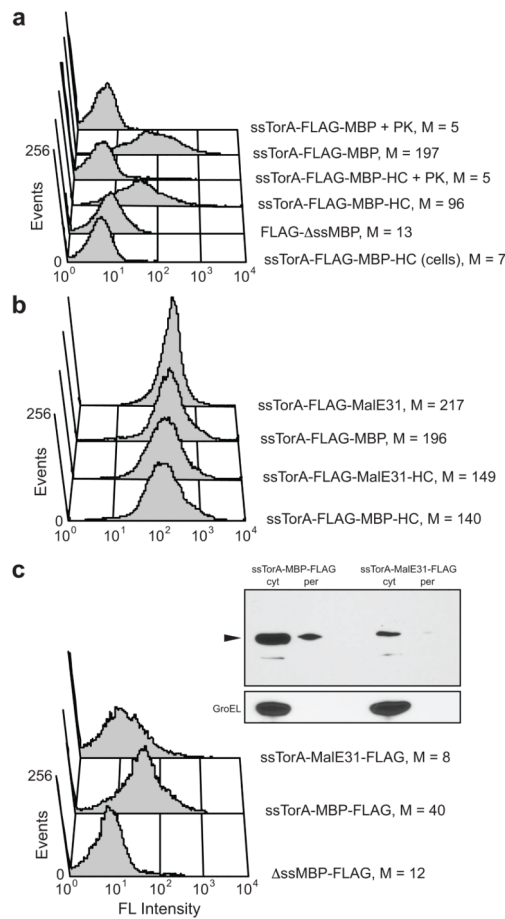 a
ssTorA-FLAG-MBP + PK, M = 5
ssTorA-FLAG-MBP, M = 197
ssTorA-FLAG-MBP-HC + PK, M = 5
ssTorA-FLAG-MBP-HC, M = 96
FLAG-ΔssMBP, M = 13
ssTorA-FLAG-MBP-HC (cells), M = 7
256
Events
0
10⁰ 10¹ 10² 10³ 10⁴
b
ssTorA-FLAG-MalE31, M = 217
ssTorA-FLAG-MBP, M = 196
ssTorA-FLAG-MalE31-HC, M = 149
ssTorA-FLAG-MBP-HC, M = 140
256
Events
0
10⁰ 10¹ 10² 10³ 10⁴
c
ssTorA-MBP-FLAG ssTorA-MalE31-FLAG
cyt per cyt per
GroEL
ssTorA-MalE31-FLAG, M = 8
ssTorA-MBP-FLAG, M = 40
ΔssMBP-FLAG, M = 12
256
Events
0
10⁰ 10¹ 10² 10³ 10⁴
FL Intensity